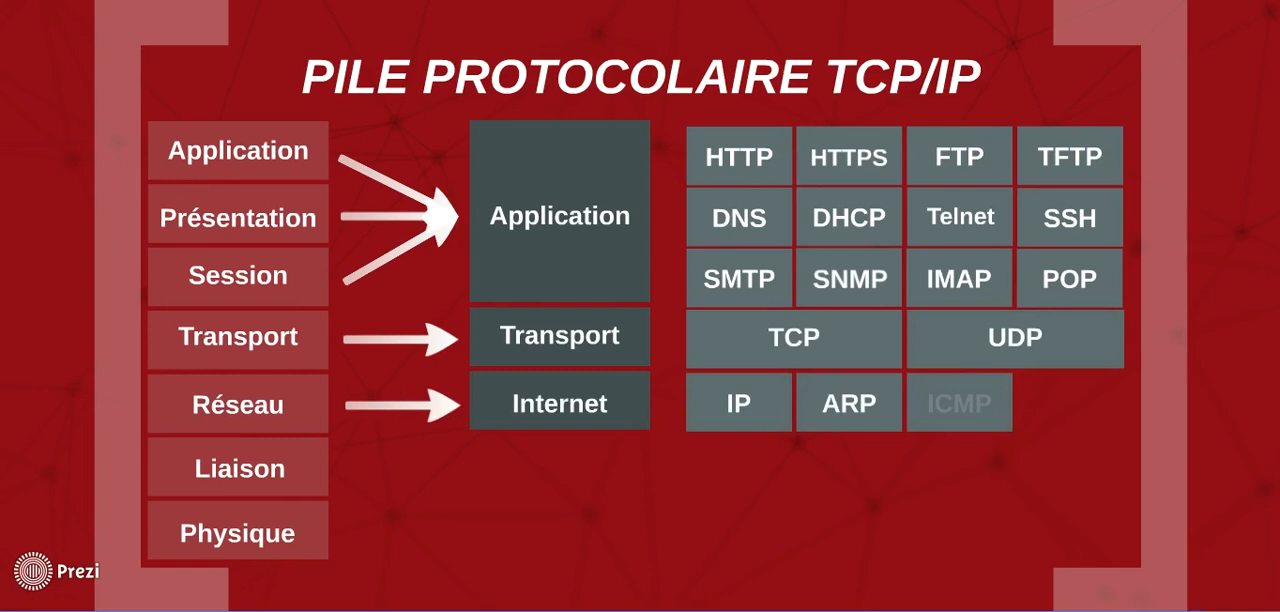 PILE PROTOCOLAIRE TCP/IP
Application
Présentation
Session
Transport
Réseau
Liaison
Physique
Application
Transport
Internet
HTTP HTTPS FTP TFTP
DNS DHCP Telnet SSH
SMTP SNMP IMAP POP
TCP UDP
IP ARP ICMP
Prezi